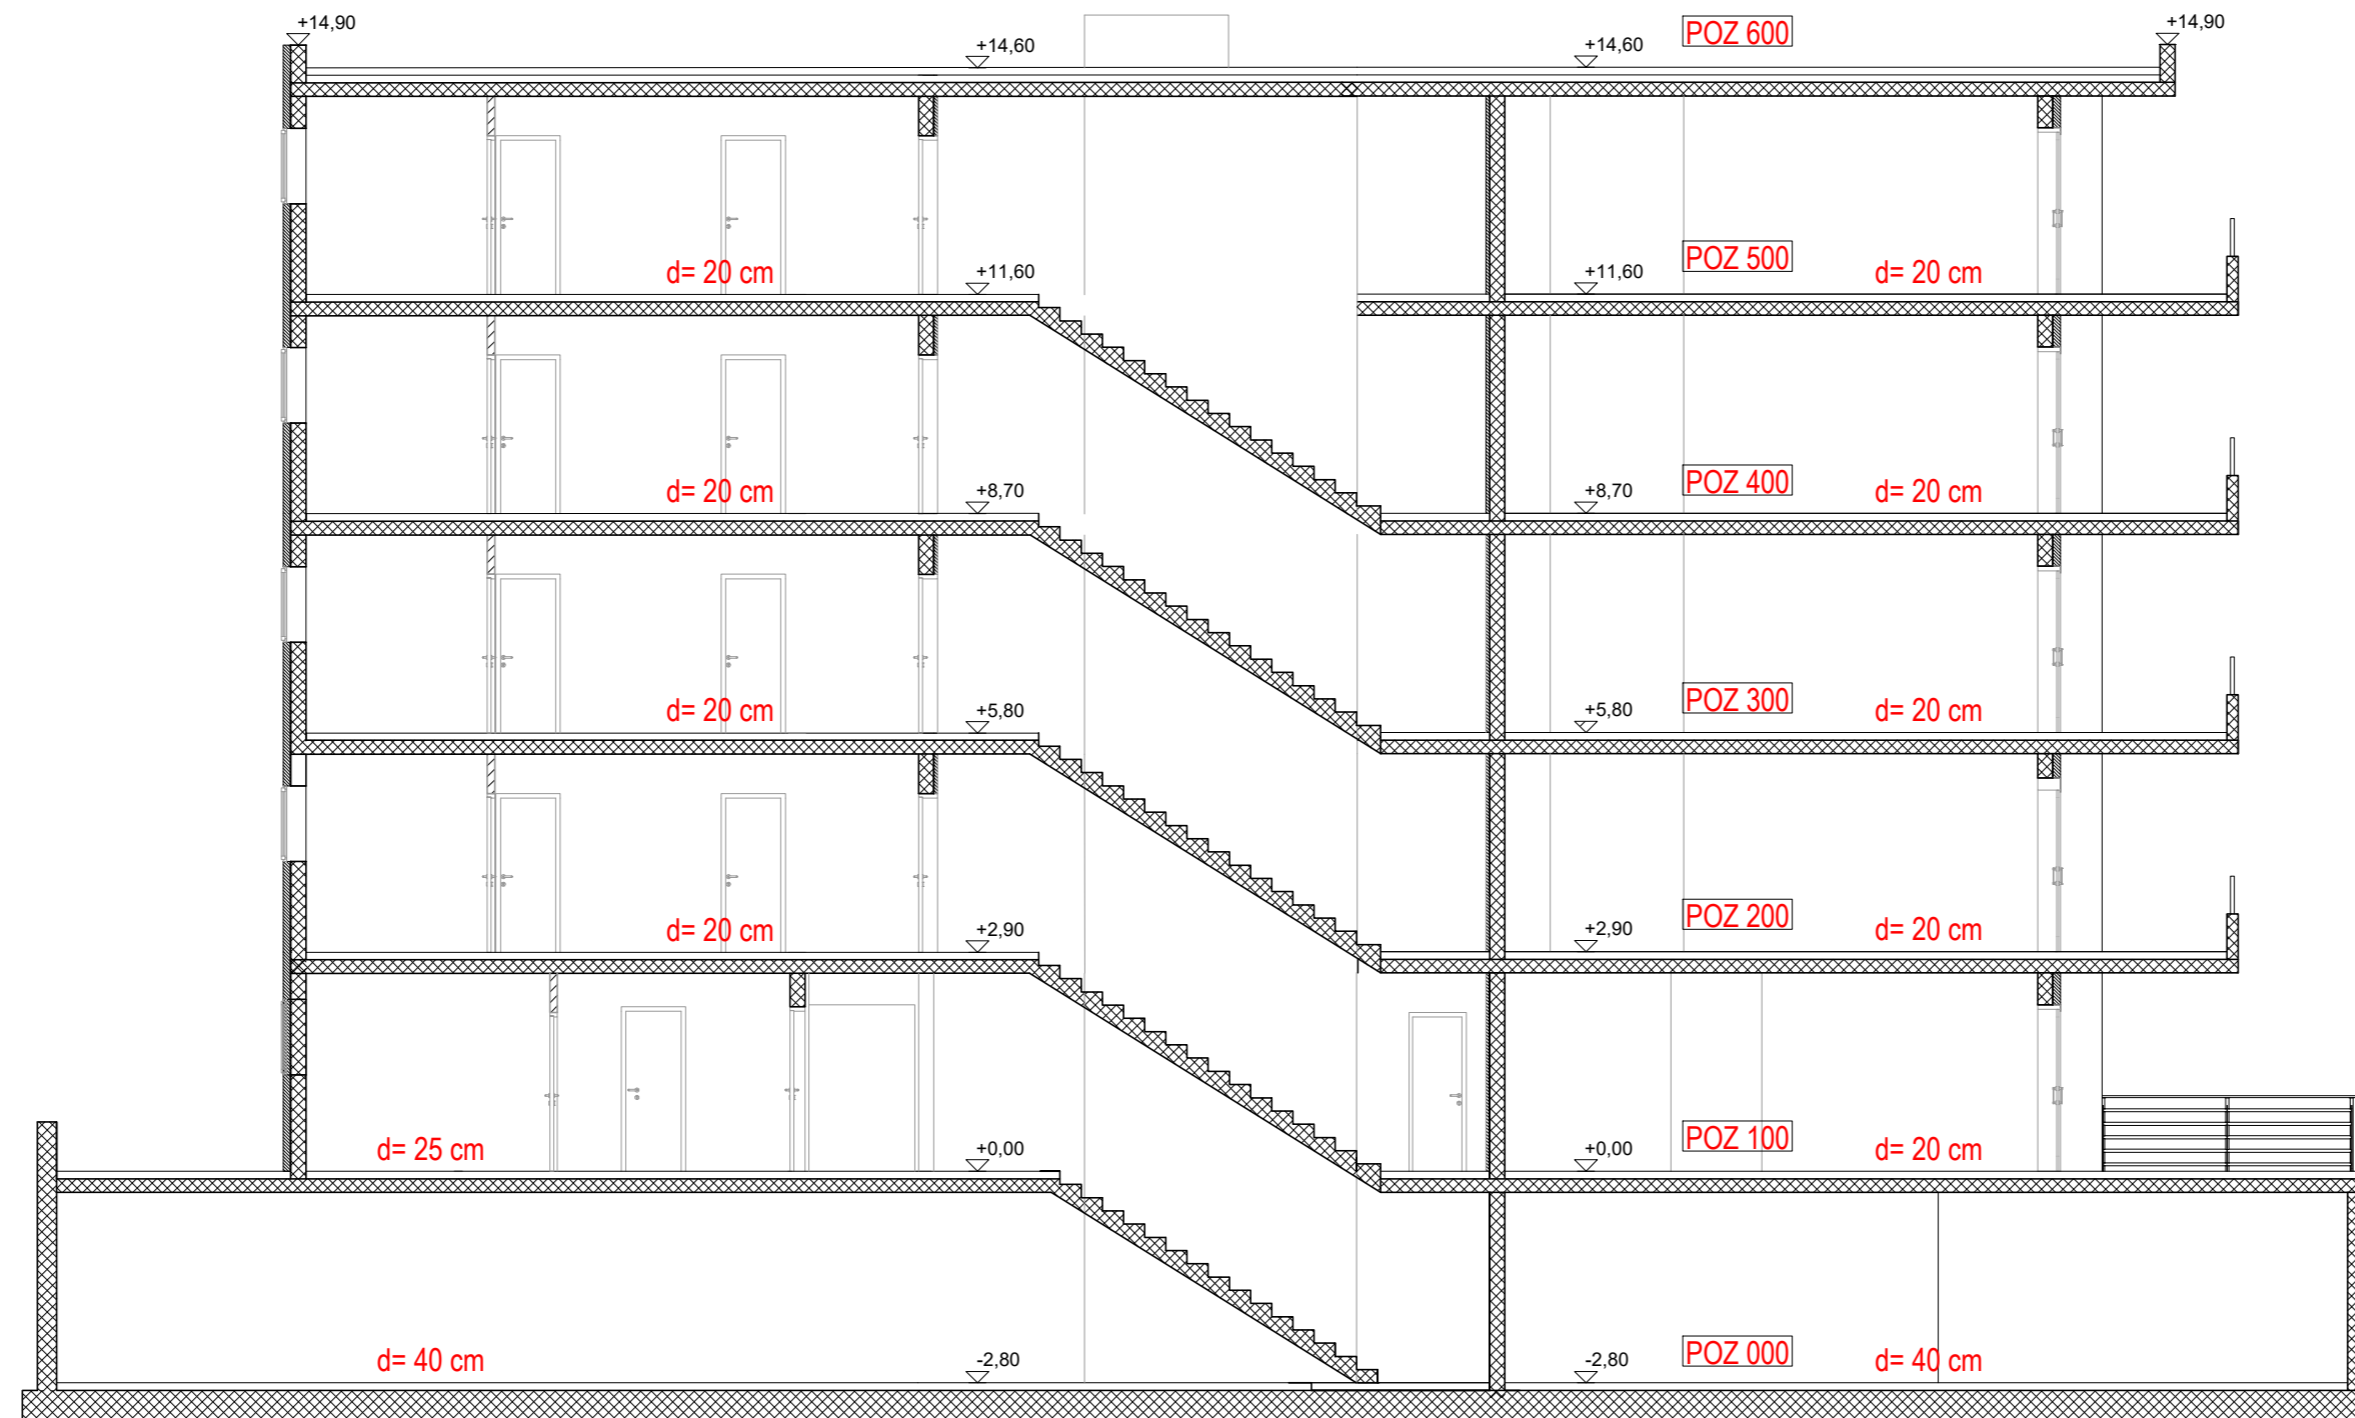 +14,90
+14,60
+14,60
POZ 600
+14,90
d= 20 cm
+11,60
+11,60
POZ 500
d= 20 cm
d= 20 cm
+8,70
+8,70
POZ 400
d= 20 cm
d= 20 cm
+5,80
+5,80
POZ 300
d= 20 cm
d= 20 cm
+2,90
+2,90
POZ 200
d= 20 cm
d= 25 cm
+0,00
+0,00
POZ 100
d= 20 cm
d= 40 cm
-2,80
-2,80
POZ 000
d= 40 cm